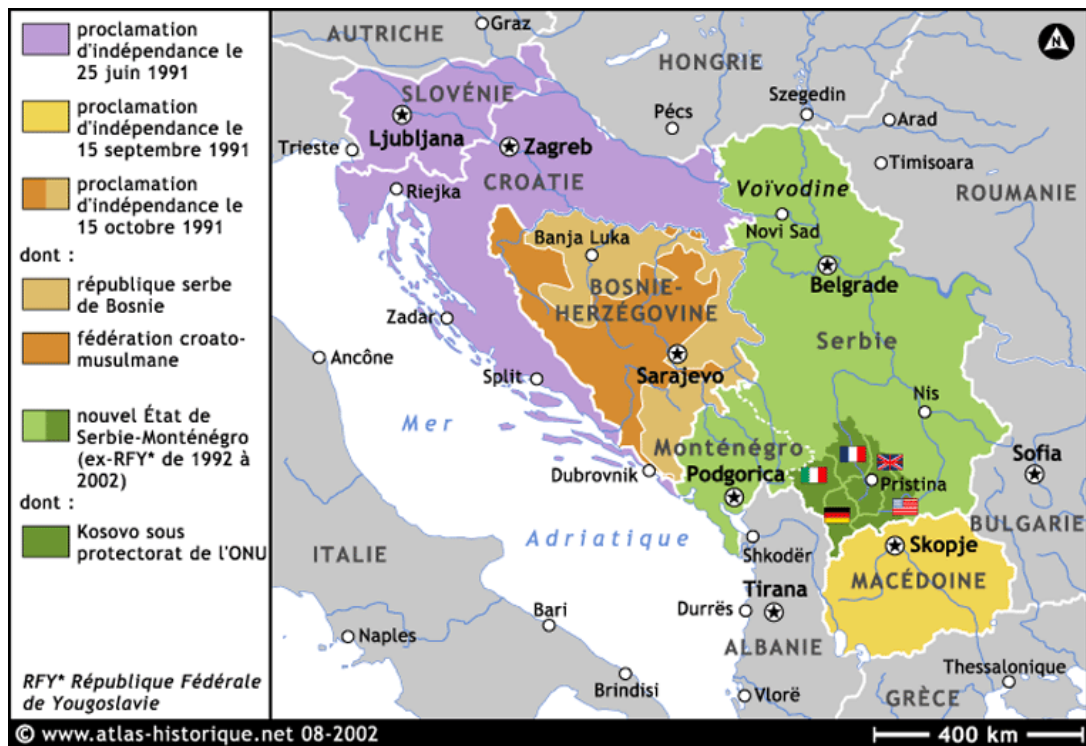 proclamation
d'indépendance le
25 juin 1991
proclamation
d'indépendance le
15 septembre 1991
proclamation
d'indépendance le
15 octobre 1991
dont :
république serbe
de Bosnie
fédération croato-
musulmane
nouvel État de
Serbie-Monténégro
(ex-RFY* de 1992 à
2002)
dont :
Kosovo sous
protectorat de l'ONU
RFY* République Fédérale
de Yougoslavie
AUTRICHE
Graz
N
HONGRIE
SLOVÉNIE
Szegedin
Pécs
Arad
Ljubljana
Trieste
Zagreb
Timisoara
CROATIE
Riejka
Voïvodine
ROUMANIE
Novi Sad
Banja Luka
Belgrade
BOSNIE-
HERZÉGOVINE
Zadar
Serbie
Ancône
Sarajevo
Split
Nis
Mer
Monténégro
Sofia
Dubrovnik
Podgorica
Pristina
BULGARIE
Adriatique
Shkodër
Skopje
ITALIE
MACÉDOINE
Tirana
Bari
Durrës
Naples
ALBANIE
Thessalonique
Brindisi
Vlorë
GRÈCE
© www.atlas-historique.net 08-2002
400 km